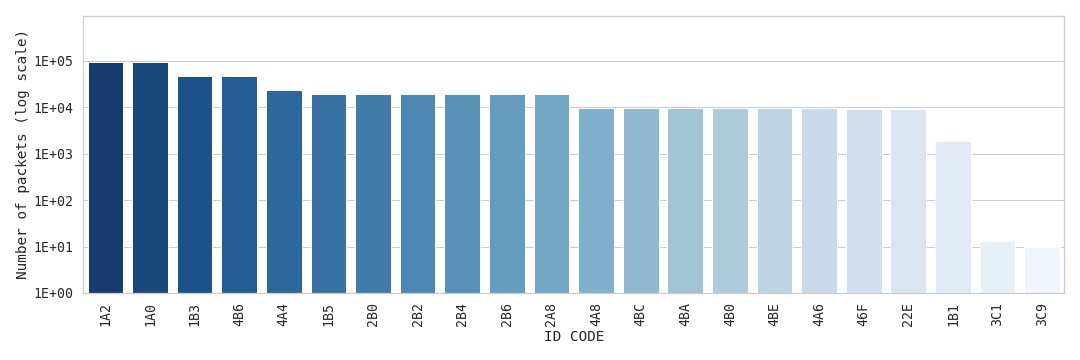 Number of packets (log scale)
1E+05
1E+04
1E+03
1E+02
1E+01
1E+00
1A2 1A0 1B3 4B6 4A4 1B5 2B0 2B2 2B4 2B6 2A8 4A8 4BC 4BA 4B0 4BE 4A6 46F 22E 1B1 3C1 3C9
ID CODE